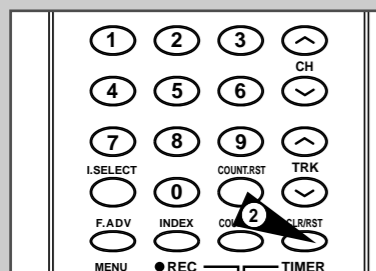 1 2 3
CH
4 5 6
7 8 9
I.SELECT COUNT.RST TRK
0
F.ADV INDEX 2 CLR/RST
MENU REC TIMER